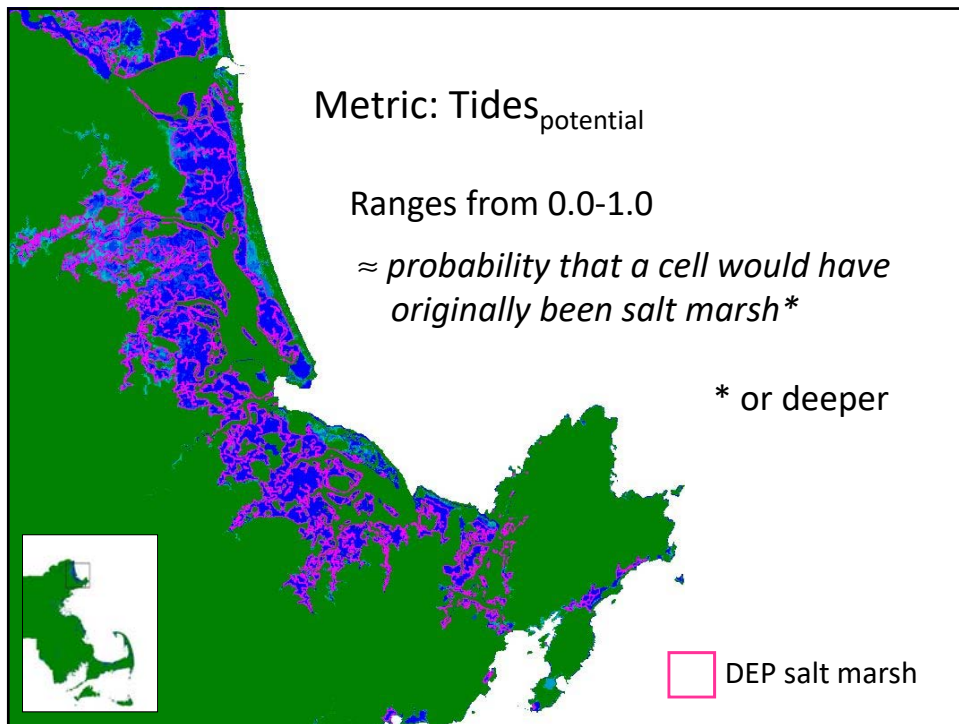 Metric: Tides_potential
Ranges from 0.0-1.0
≈ probability that a cell would have
originally been salt marsh*
* or deeper
DEP salt marsh